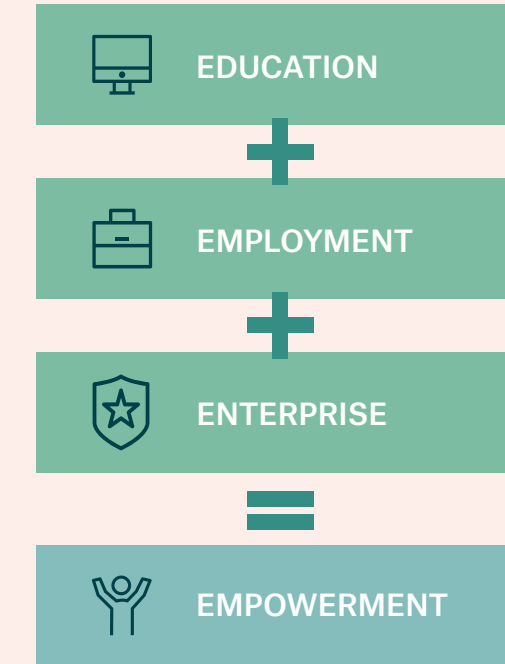 EDUCATION
+
EMPLOYMENT
+
ENTERPRISE
=
EMPOWERMENT